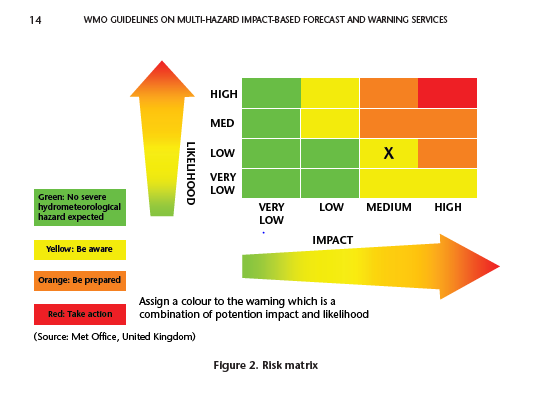 14
WMO GUIDELINES ON MULTI-HAZARD IMPACT-BASED FORECAST AND WARNING SERVICES
LIKELIHOOD
HIGH
MED
LOW
X
VERY
LOW
VERY
LOW
LOW
MEDIUM
HIGH
IMPACT
Green: No severe
hydrometeorological
hazard expected
Yellow: Be aware
Orange: Be prepared
Red: Take action
Assign a colour to the warning which is a
combination of potention impact and likelihood
(Source: Met Office, United Kingdom)
Figure 2. Risk matrix